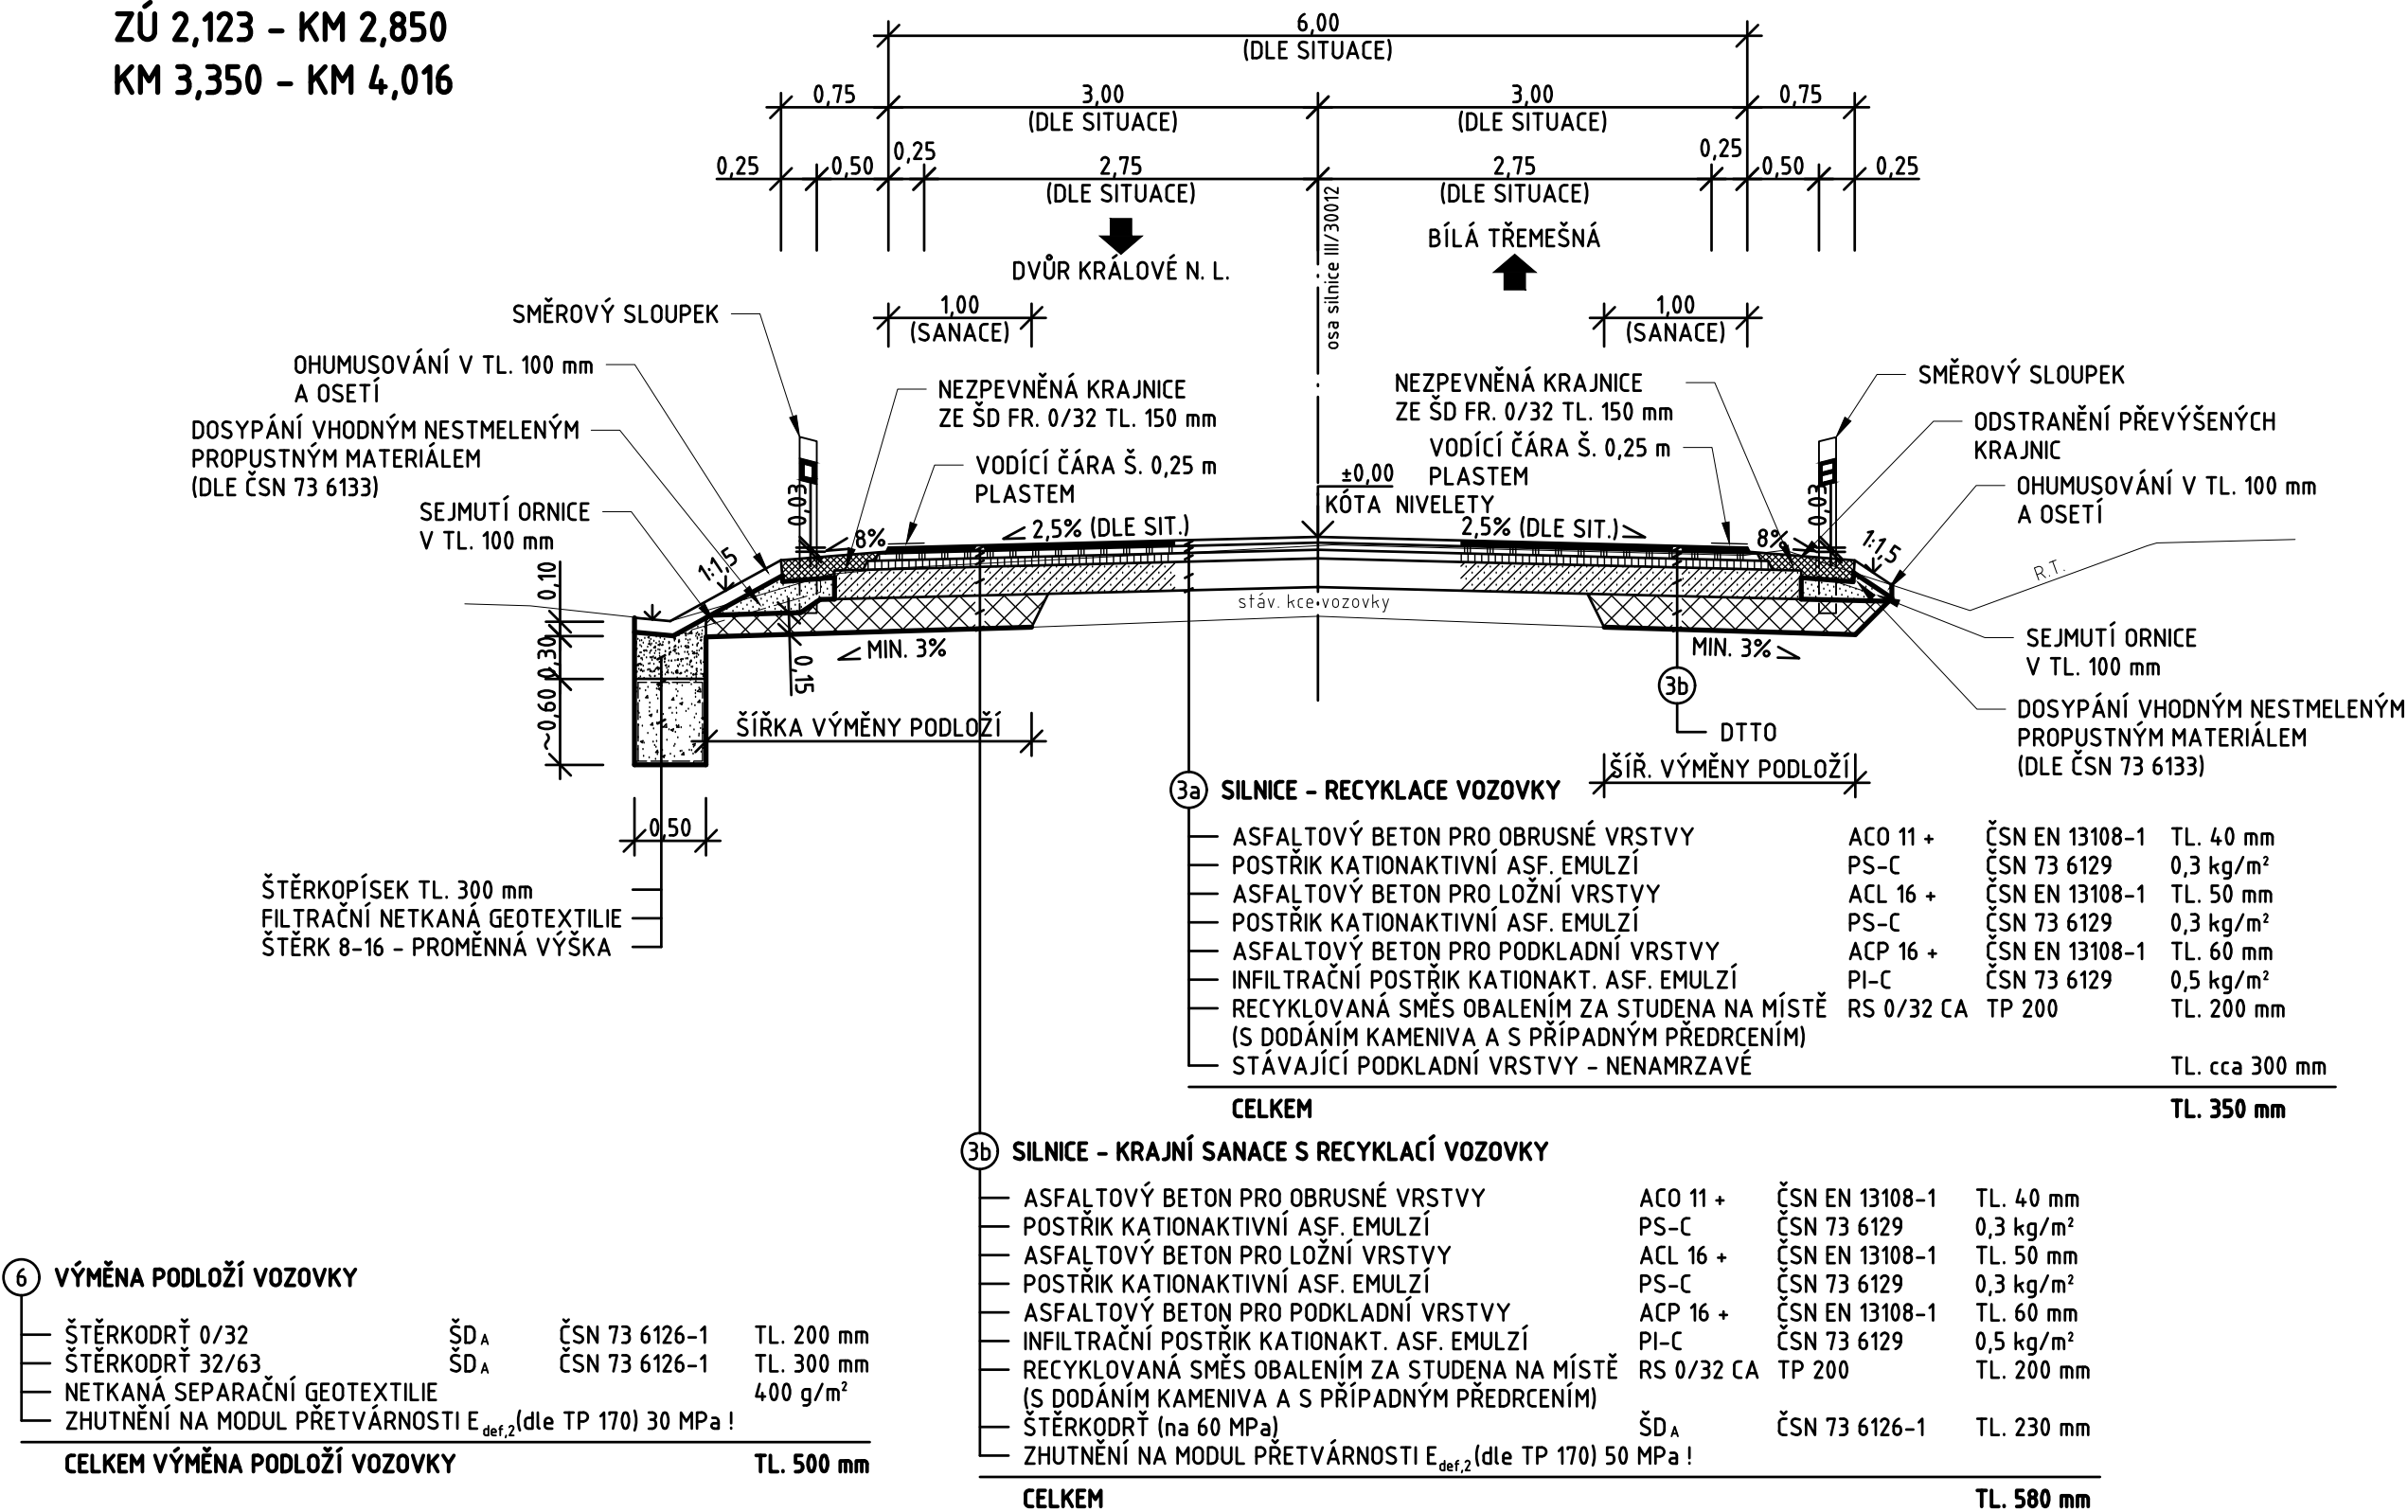 ZÚ 2,123 – KM 2,850
KM 3,350 – KM 4,016
6,00
(DLE SITUACE)
0,75
3,00
(DLE SITUACE)
3,00
(DLE SITUACE)
0,75
0,25
0,50
0,25
2,75
(DLE SITUACE)
2,75
(DLE SITUACE)
0,25
0,50
0,25
DVŮR KRÁLOVÉ N. L.
BÍLÁ TŘEMEŠNÁ
osa silnice III/30012
1,00
(SANACE)
1,00
(SANACE)
SMĚROVÝ SLOUPEK
OHUMUSOVÁNÍ V TL. 100 mm
A OSETÍ
DOSYPÁNÍ VHODNÝM NESTMELENÝM
PROPUSTNÝM MATERIÁLEM
(DLE ČSN 73 6133)
SEJMUTÍ ORNICE
V TL. 100 mm
NEZPEVNĚNÁ KRAJNICE
ZE ŠD FR. 0/32 TL. 150 mm
VODÍCÍ ČÁRA Š. 0,25 m
PLASTEM
NEZPEVNĚNÁ KRAJNICE
ZE ŠD FR. 0/32 TL. 150 mm
VODÍCÍ ČÁRA Š. 0,25 m
PLASTEM
±0,00
KÓTA NIVELETY
SMĚROVÝ SLOUPEK
ODSTRANĚNÍ PŘEVÝŠENÝCH
KRAJNIC
OHUMUSOVÁNÍ V TL. 100 mm
A OSETÍ
0,03
8%
2,5% (DLE SIT.)
2,5% (DLE SIT.)
8%
0,03
1:1,5
1:1,5
R.T.
stáv. kce vozovky
MIN. 3%
MIN. 3%
0,10
0,30
~0,60
0,15
SEJMUTÍ ORNICE
V TL. 100 mm
DOSYPÁNÍ VHODNÝM NESTMELENÝM
PROPUSTNÝM MATERIÁLEM
(DLE ČSN 73 6133)
ŠÍŘKA VÝMĚNY PODLOŽÍ
3b
DTTO
ŠÍŘ. VÝMĚNY PODLOŽÍ
0,50
ŠTĚRKOPÍSEK TL. 300 mm
FILTRAČNÍ NETKANÁ GEOTEXTILIE
ŠTĚRK 8–16 – PROMĚNNÁ VÝŠKA
3a SILNICE – RECYKLACE VOZOVKY
ASFALTOVÝ BETON PRO OBRUSNÉ VRSTVY ACO 11 + ČSN EN 13108–1 TL. 40 mm
POSTŘIK KATIONAKTIVNÍ ASF. EMULZÍ PS–C ČSN 73 6129 0,3 kg/m²
ASFALTOVÝ BETON PRO LOŽNÍ VRSTVY ACL 16 + ČSN EN 13108–1 TL. 50 mm
POSTŘIK KATIONAKTIVNÍ ASF. EMULZÍ PS–C ČSN 73 6129 0,3 kg/m²
ASFALTOVÝ BETON PRO PODKLADNÍ VRSTVY ACP 16 + ČSN EN 13108–1 TL. 60 mm
INFILTRAČNÍ POSTŘIK KATIONAKT. ASF. EMULZÍ PI–C ČSN 73 6129 0,5 kg/m²
RECYKLOVANÁ SMĚS OBALENÍM ZA STUDENA NA MÍSTĚ RS 0/32 CA TP 200 TL. 200 mm
(S DODÁNÍM KAMENIVA A S PŘÍPADNÝM PŘEDRCENÍM)
STÁVAJÍCÍ PODKLADNÍ VRSTVY – NENAMRZAVÉ TL. cca 300 mm
CELKEM TL. 350 mm
3b SILNICE – KRAJNÍ SANACE S RECYKLACÍ VOZOVKY
ASFALTOVÝ BETON PRO OBRUSNÉ VRSTVY ACO 11 + ČSN EN 13108–1 TL. 40 mm
POSTŘIK KATIONAKTIVNÍ ASF. EMULZÍ PS–C ČSN 73 6129 0,3 kg/m²
ASFALTOVÝ BETON PRO LOŽNÍ VRSTVY ACL 16 + ČSN EN 13108–1 TL. 50 mm
POSTŘIK KATIONAKTIVNÍ ASF. EMULZÍ PS–C ČSN 73 6129 0,3 kg/m²
ASFALTOVÝ BETON PRO PODKLADNÍ VRSTVY ACP 16 + ČSN EN 13108–1 TL. 60 mm
INFILTRAČNÍ POSTŘIK KATIONAKT. ASF. EMULZÍ PI–C ČSN 73 6129 0,5 kg/m²
RECYKLOVANÁ SMĚS OBALENÍM ZA STUDENA NA MÍSTĚ RS 0/32 CA TP 200 TL. 200 mm
(S DODÁNÍM KAMENIVA A S PŘÍPADNÝM PŘEDRCENÍM)
ŠTĚRKODRŤ (na 60 MPa) ŠDA ČSN 73 6126–1 TL. 230 mm
ZHUTNĚNÍ NA MODUL PŘETVÁRNOSTI Edef,2(dle TP 170) 50 MPa !
CELKEM TL. 580 mm
6 VÝMĚNA PODLOŽÍ VOZOVKY
ŠTĚRKODRŤ 0/32 ŠDA ČSN 73 6126–1 TL. 200 mm
ŠTĚRKODRŤ 32/63 ŠDA ČSN 73 6126–1 TL. 300 mm
NETKANÁ SEPARAČNÍ GEOTEXTILIE 400 g/m²
ZHUTNĚNÍ NA MODUL PŘETVÁRNOSTI Edef,2(dle TP 170) 30 MPa !
CELKEM VÝMĚNA PODLOŽÍ VOZOVKY TL. 500 mm